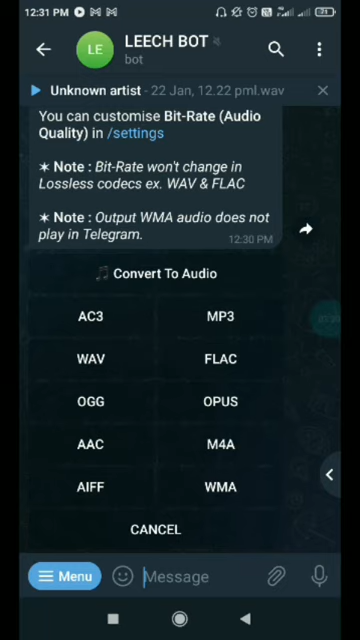 12:31 PM
LE
LEECH BOT
bot
Unknown artist - 22 Jan, 12.22 pml.wav
You can customise Bit-Rate (Audio
Quality) in /settings
✶ Note : Bit-Rate won't change in
Lossless codecs ex. WAV & FLAC
✶ Note : Output WMA audio does not
play in Telegram.
12:30 PM
🎵 Convert To Audio
AC3 MP3
WAV FLAC
OGG OPUS
AAC M4A
AIFF WMA
CANCEL
Menu
Message